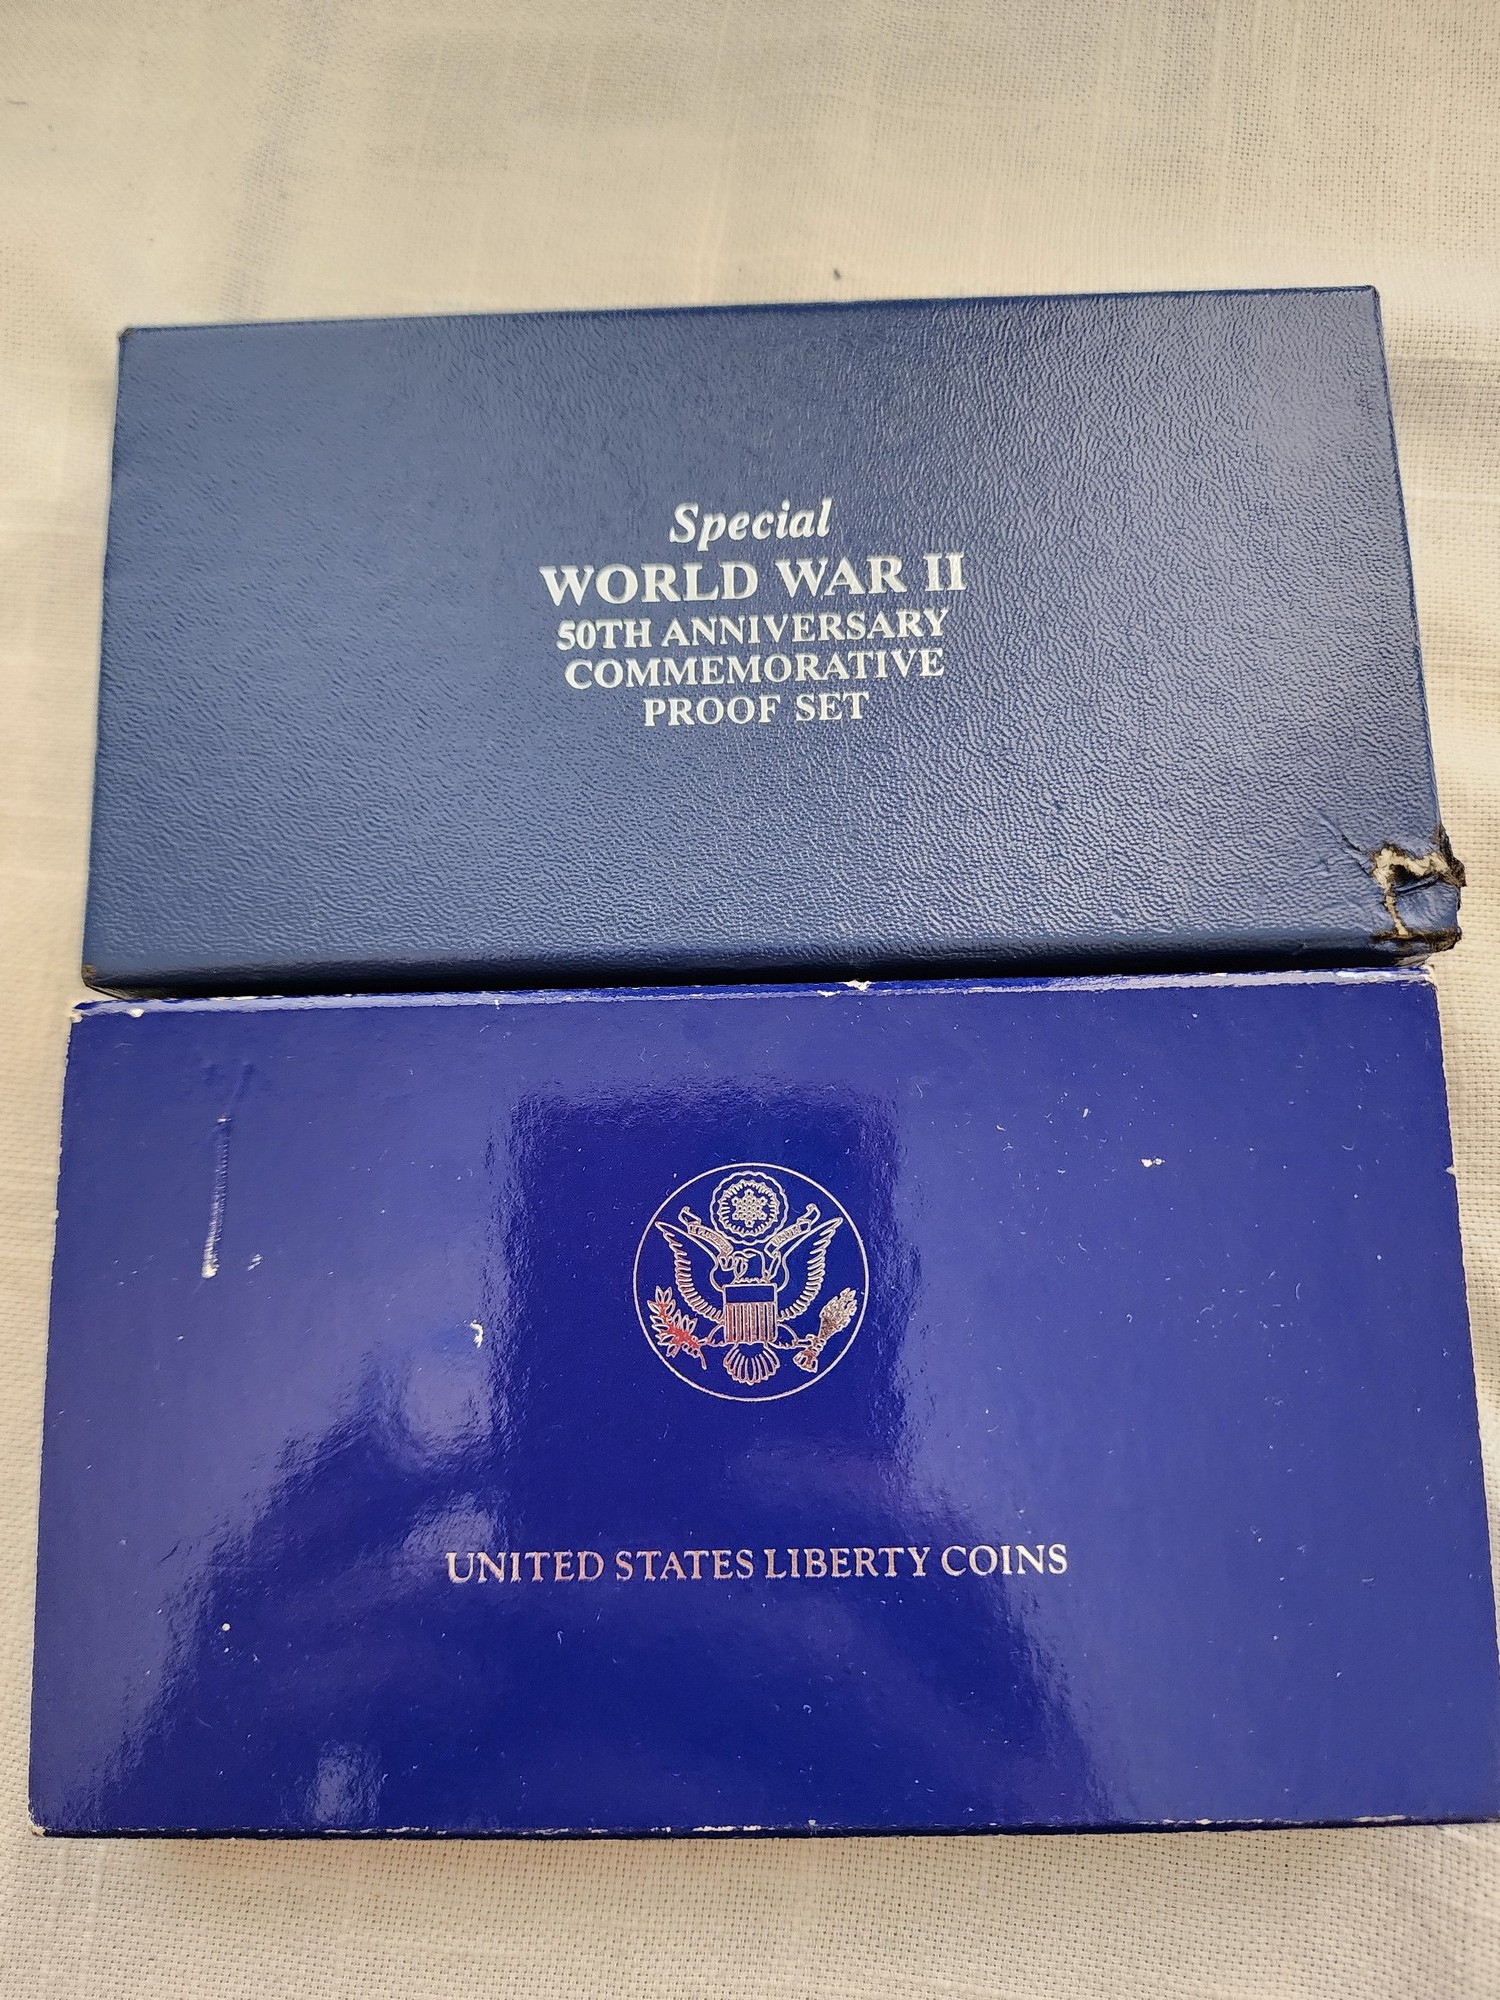 Special
WORLD WAR II
50TH ANNIVERSARY
COMMEMORATIVE
PROOF SET
UNITED STATES LIBERTY COINS